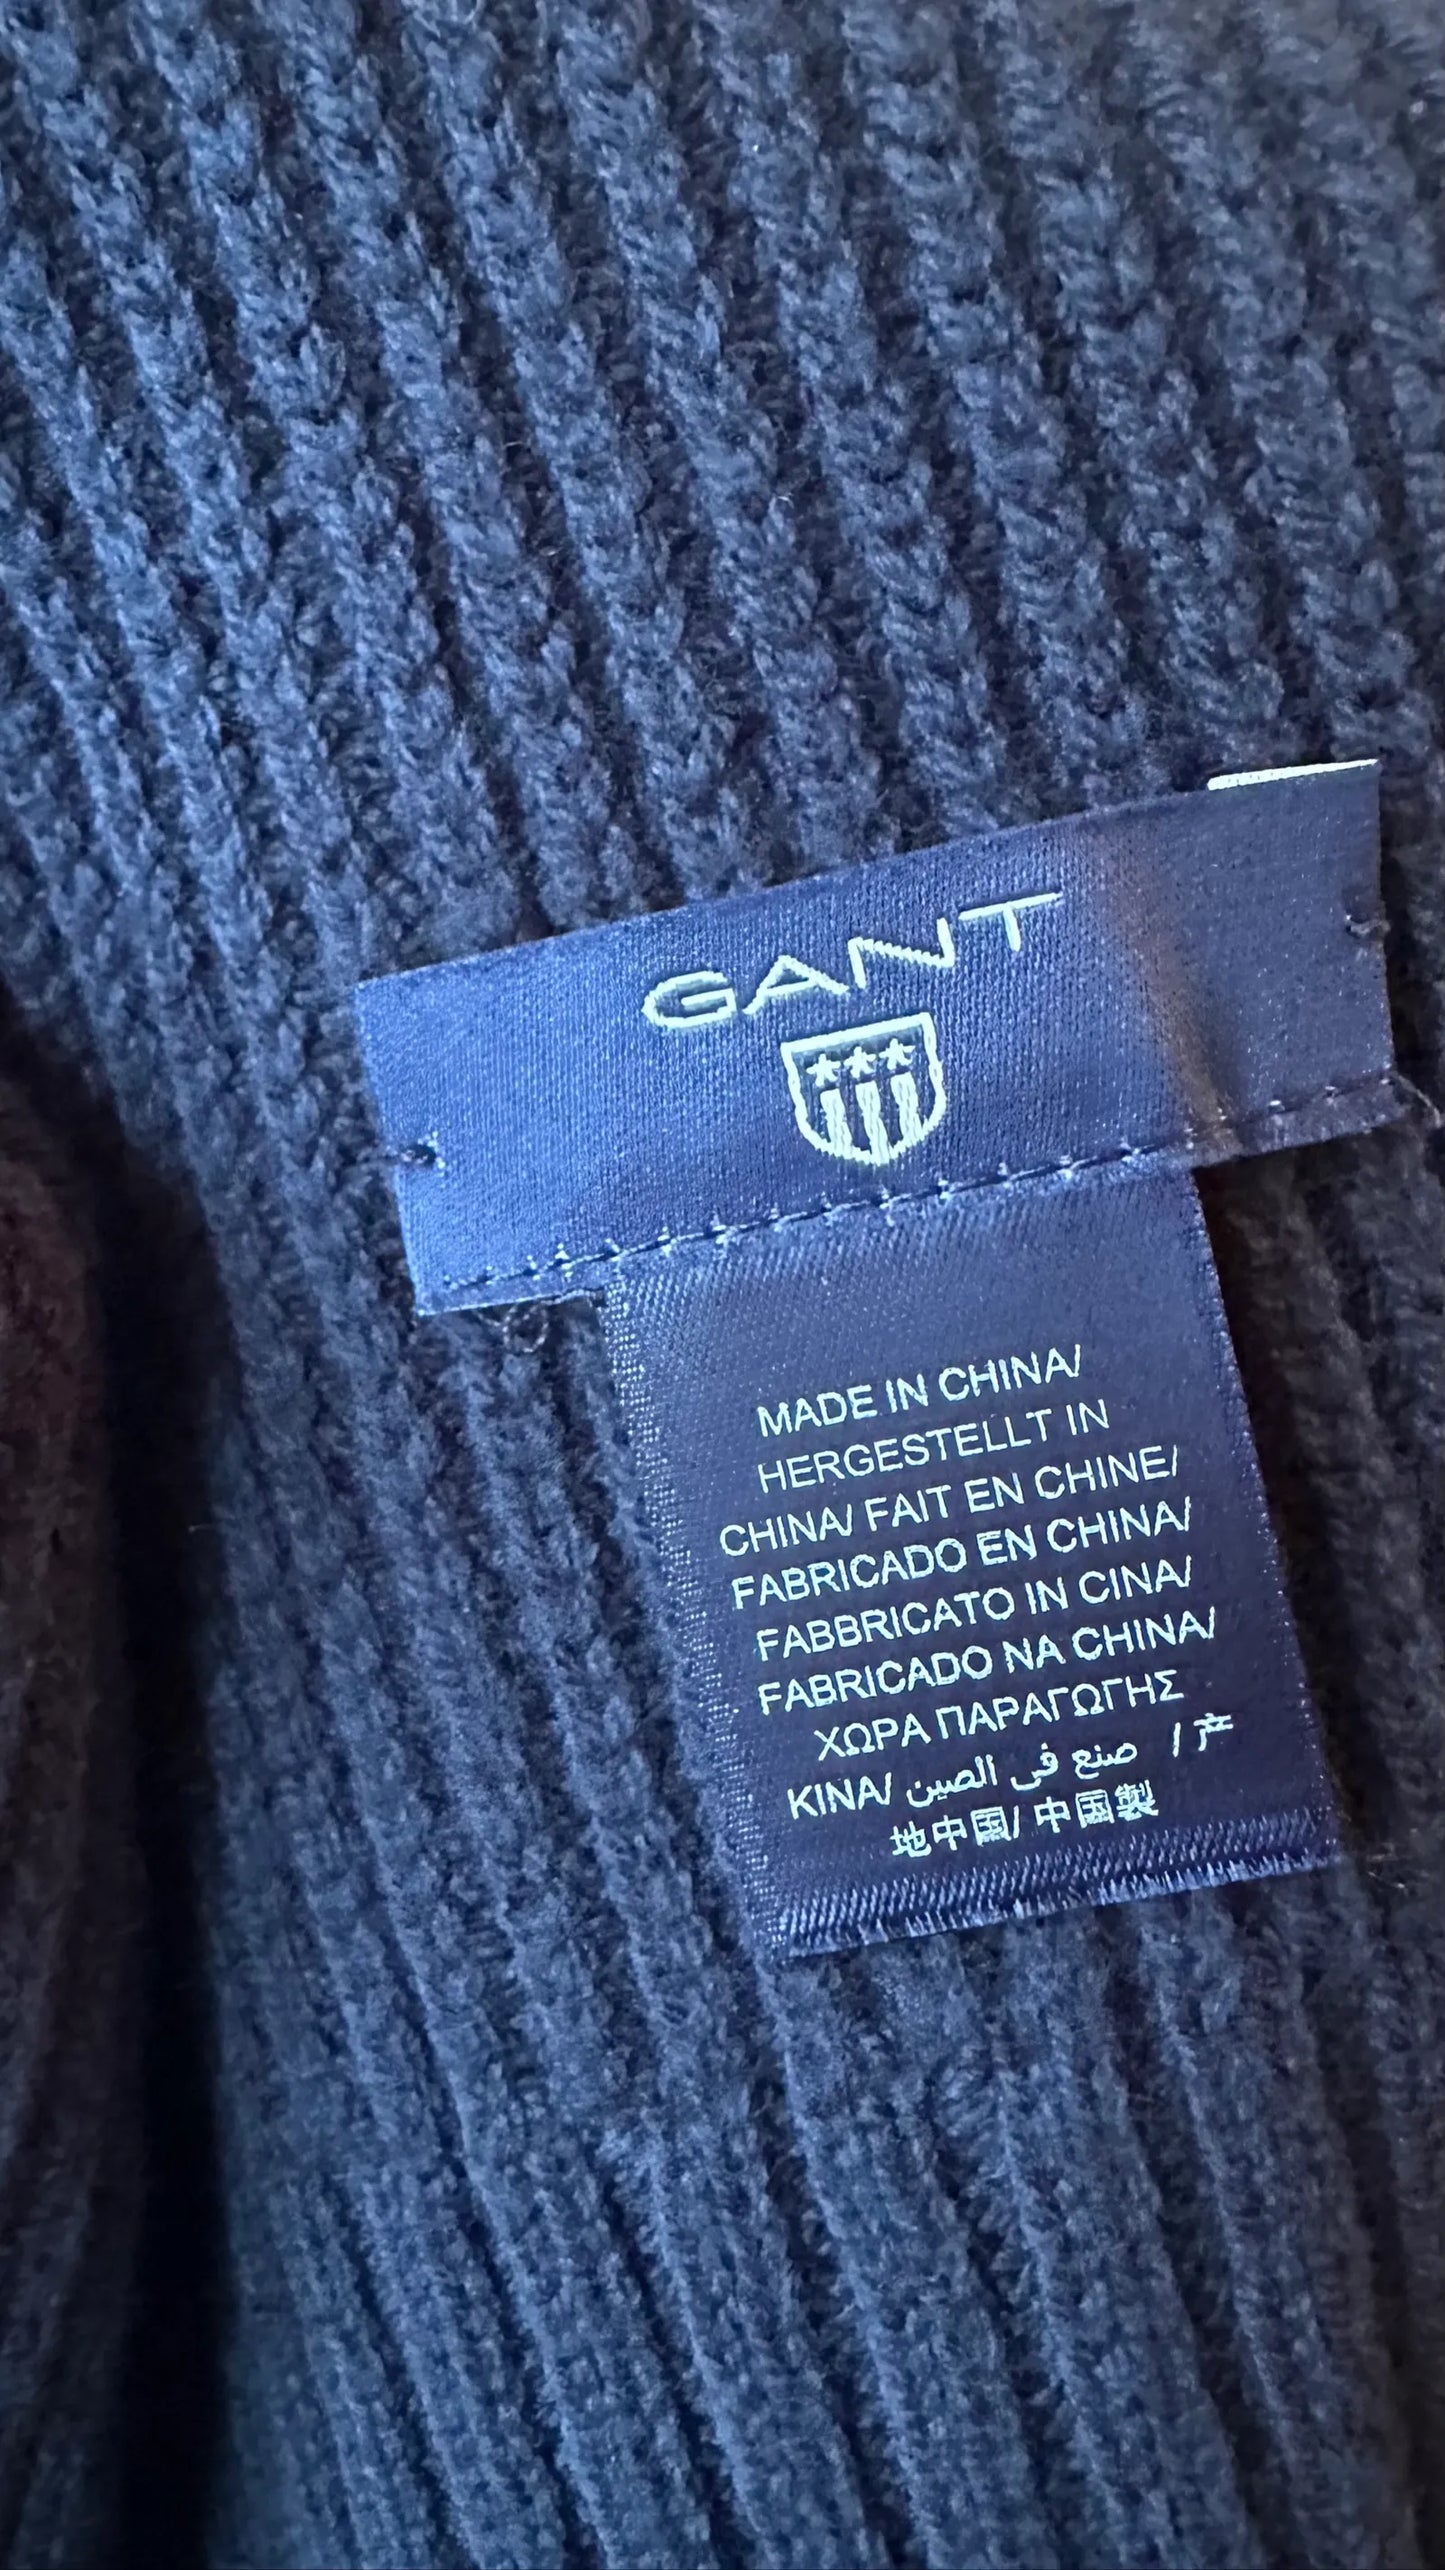 GANT
MADE IN CHINA/
HERGESTELLT IN
CHINA/ FAIT EN CHINE/
FABRICADO EN CHINA/
FABBRICATO IN CINA/
FABRICADO NA CHINA/
ΧΩΡΑ ΠΑΡΑΓΩΓΗΣ
KINA/ صنع في الصين / 产
地中国/ 中国製